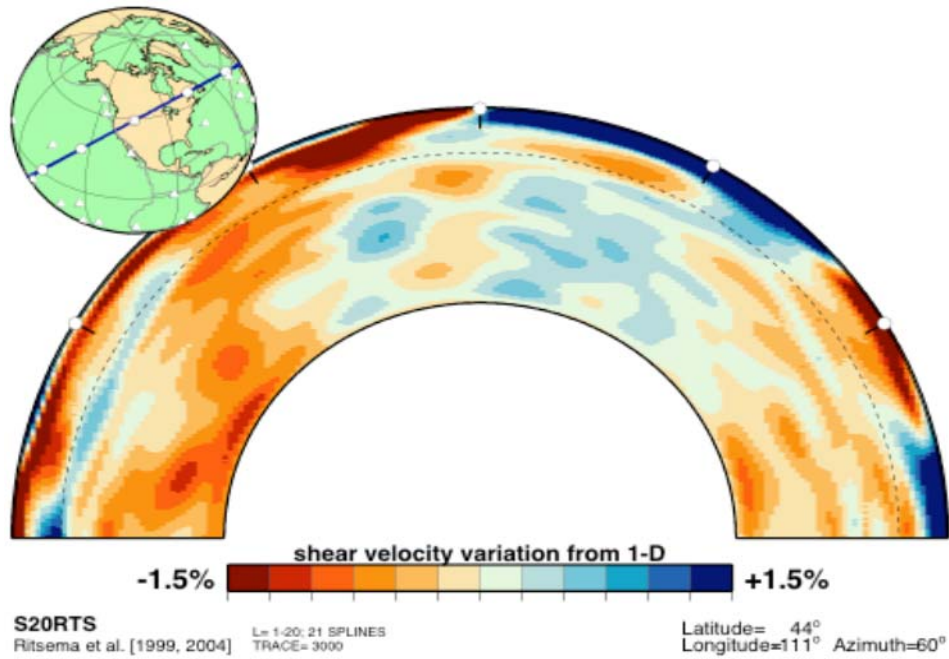 shear velocity variation from 1-D
-1.5% +1.5%
S20RTS
Ritsema et al. [1999, 2004]
L= 1-20; 21 SPLINES
TRACE= 3000
Latitude= 44°
Longitude=-111° Azimuth=60°